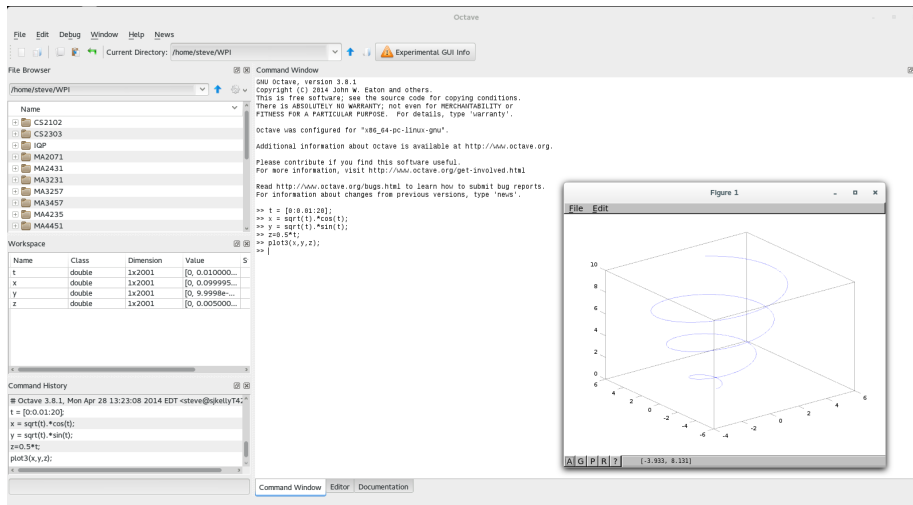 Octave
File Edit Debug Window Help News
Current Directory: /home/steve/WPI Experimental GUI Info
File Browser
/home/steve/WPI
Name
CS2102
CS2303
IQP
MA2071
MA2431
MA3231
MA3257
MA3457
MA4235
MA4451
Workspace
Name Class Dimension Value S
t double 1x2001 [0, 0.010000...
x double 1x2001 [0, 0.099995...
y double 1x2001 [0, 9.9998e-...
z double 1x2001 [0, 0.005000...
Command History
# Octave 3.8.1, Mon Apr 28 13:23:08 2014 EDT <steve@sjkellyT42
t = [0:0.01:20];
x = sqrt(t).*cos(t);
y = sqrt(t).*sin(t);
z=0.5*t;
plot3(x,y,z);
Command Window
GNU Octave, version 3.8.1
Copyright (C) 2014 John W. Eaton and others.
This is free software; see the source code for copying conditions.
There is ABSOLUTELY NO WARRANTY; not even for MERCHANTABILITY or
FITNESS FOR A PARTICULAR PURPOSE.  For details, type 'warranty'.
Octave was configured for "x86_64-pc-linux-gnu".
Additional information about Octave is available at http://www.octave.org.
Please contribute if you find this software useful.
For more information, visit http://www.octave.org/get-involved.html
Read http://www.octave.org/bugs.html to learn how to submit bug reports.
For information about changes from previous versions, type 'news'.
>> t = [0:0.01:20];
>> x = sqrt(t).*cos(t);
>> y = sqrt(t).*sin(t);
>> z=0.5*t;
>> plot3(x,y,z);
>>
Command Window Editor Documentation
Figure 1
File Edit
10
8
6
4
2
0
6
4
2
0
-2
-4
-6
-4
-2
0
2
4
6
A G P R ? [-3.933, 8.131]